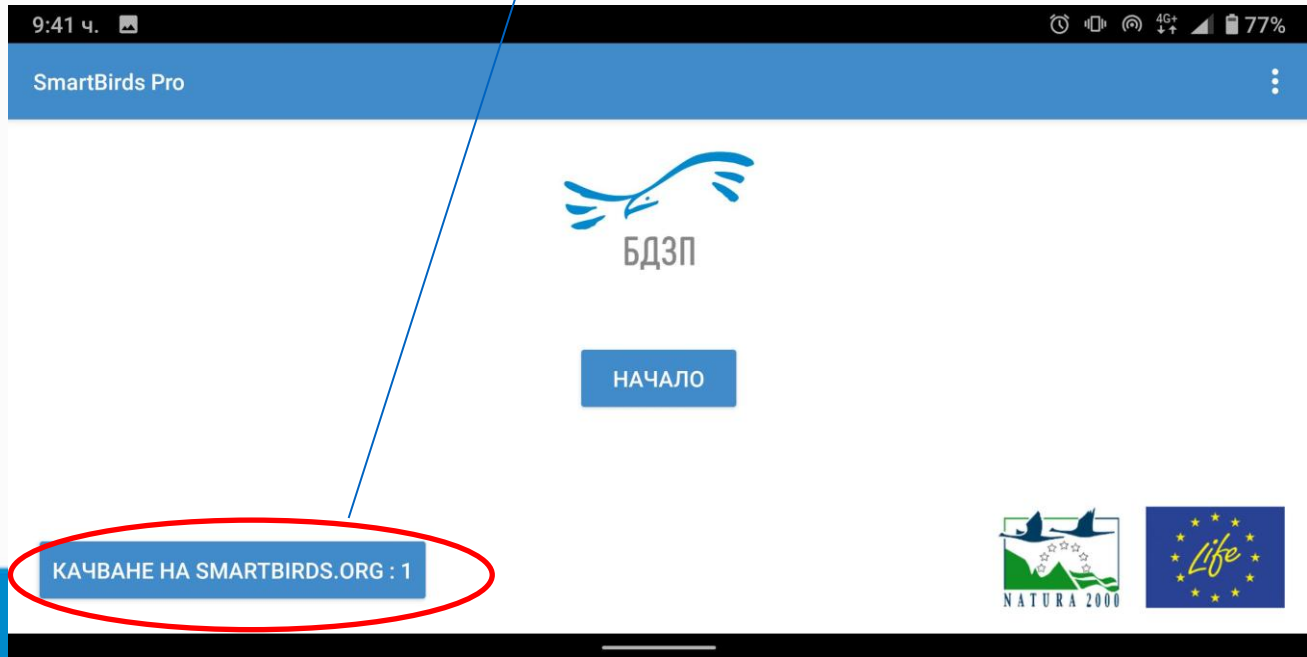 9:41 ч. 4G+ 77%
SmartBirds Pro
БДЗП
НАЧАЛО
КАЧВАНЕ НА SMARTBIRDS.ORG : 1
NATURA 2000
Life